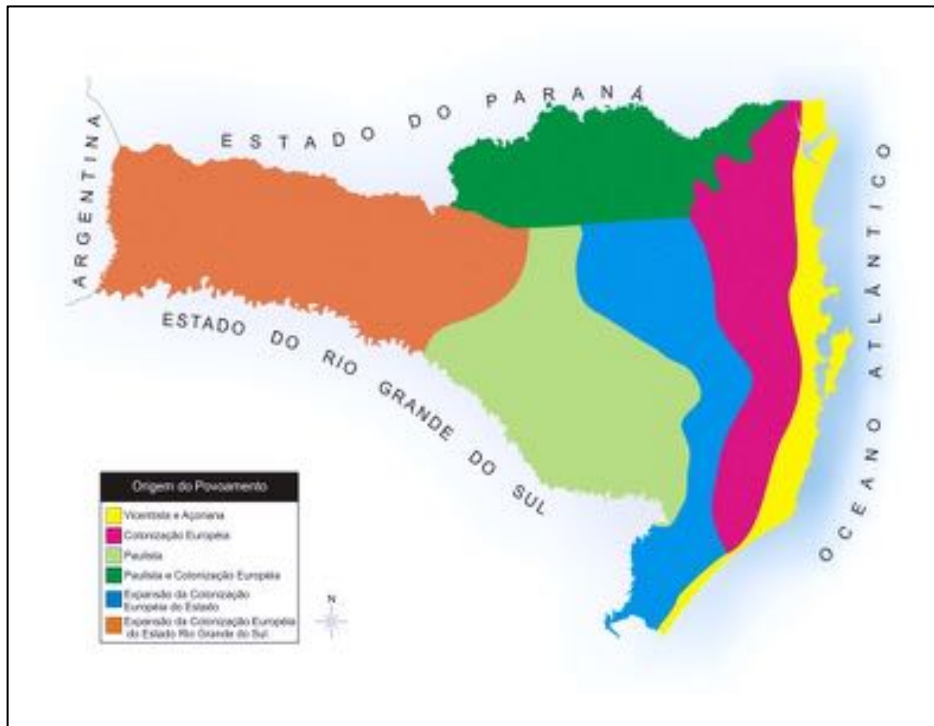 ESTADO DO PARANÁ
ARGENTINA
OCEANO ATLÂNTICO
ESTADO DO RIO GRANDE DO SUL
Origem do Povoamento
Vicentista e Açoriana
Colonização Européia
Paulista
Paulista e Colonização Européia
Expansão da Colonização
Européia do Estado
Expansão da Colonização Européia
do Estado Rio Grande do Sul
N